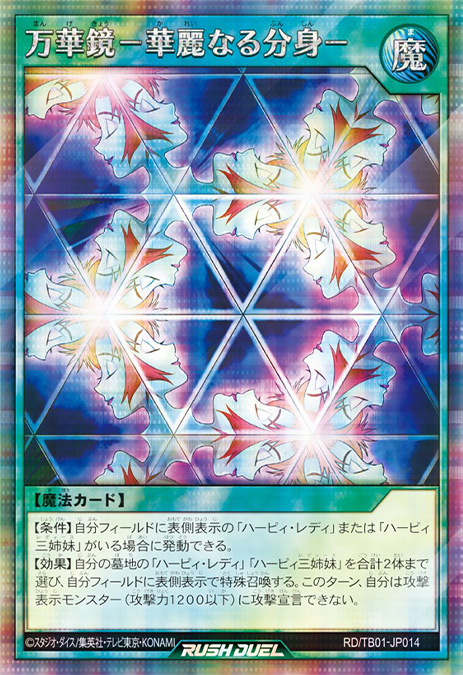 万華鏡－華麗なる分身－
魔
【魔法カード】
【条件】自分フィールドに表側表示の「ハーピィ・レディ」または「ハーピィ
三姉妹」がいる場合に発動できる。
【効果】自分の墓地の「ハーピィ・レディ」「ハーピィ三姉妹」を合計2体まで
選び、自分フィールドに表側表示で特殊召喚する。このターン、自分は攻撃
表示モンスター（攻撃力1200以下）に攻撃宣言できない。
©スタジオ・ダイス/集英社・テレビ東京・KONAMI
RUSH DUEL
RD/TB01-JP014